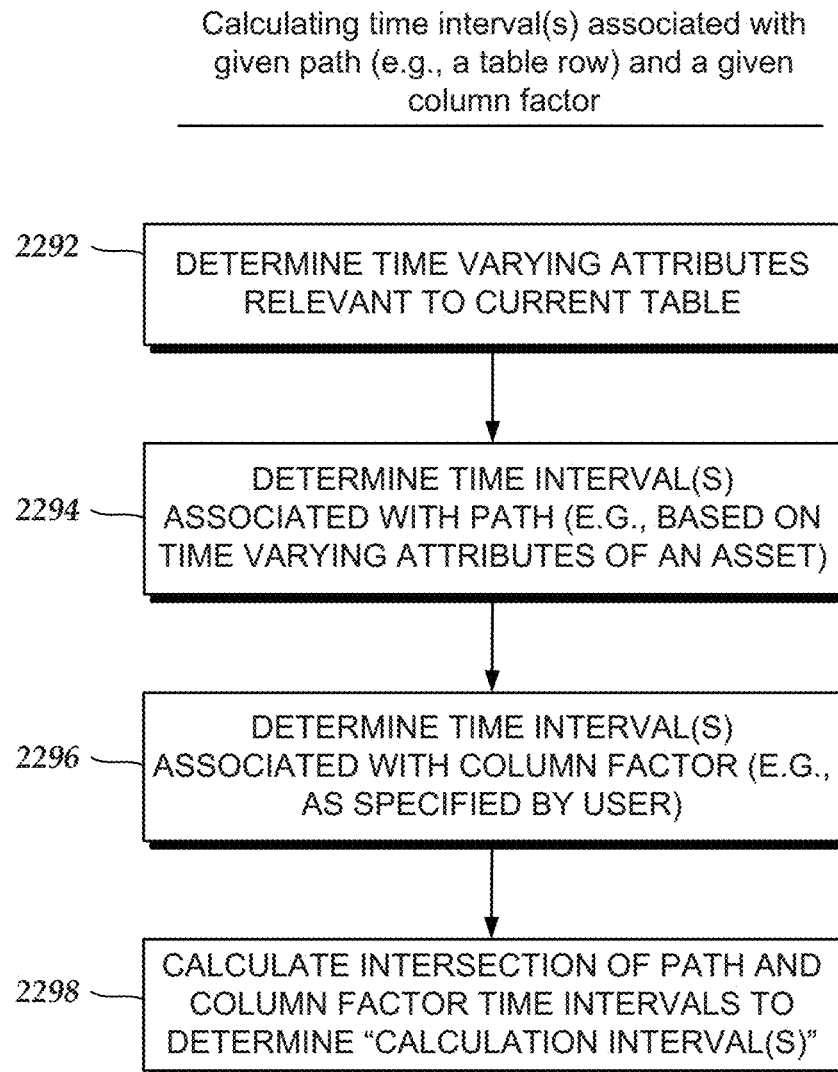 Calculating time interval(s) associated with
given path (e.g., a table row) and a given
column factor
2292
DETERMINE TIME VARYING ATTRIBUTES
RELEVANT TO CURRENT TABLE
2294
DETERMINE TIME INTERVAL(S)
ASSOCIATED WITH PATH (E.G., BASED ON
TIME VARYING ATTRIBUTES OF AN ASSET)
2296
DETERMINE TIME INTERVAL(S)
ASSOCIATED WITH COLUMN FACTOR (E.G.,
AS SPECIFIED BY USER)
2298
CALCULATE INTERSECTION OF PATH AND
COLUMN FACTOR TIME INTERVALS TO
DETERMINE “CALCULATION INTERVAL(S)”